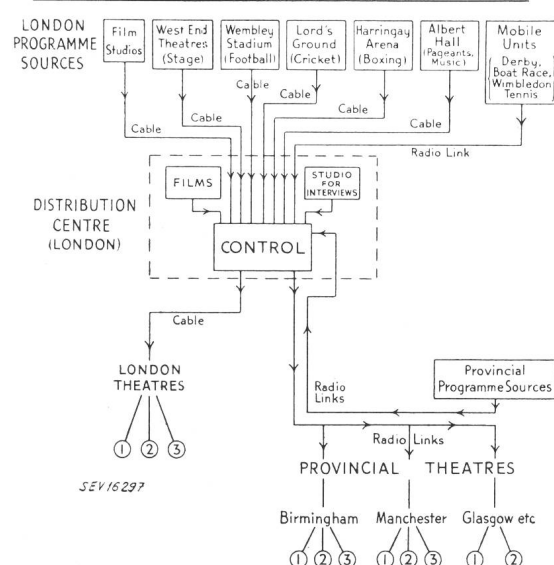 LONDON
PROGRAMME
SOURCES
Film
Studios
West End
Theatres
(Stage)
Wembley
Stadium
(Football)
Lord's
Ground
(Cricket)
Harringay
Arena
(Boxing)
Albert
Hall
(Pageants,
Music)
Mobile
Units
Derby,
Boat Race,
Wimbledon
Tennis
Cable
Cable
Cable
Cable
Cable
Cable
Radio Link
DISTRIBUTION
CENTRE
(LONDON)
FILMS
STUDIO
FOR
INTERVIEWS
CONTROL
Cable
LONDON
THEATRES
1 2 3
Radio
Links
Provincial
Programme Sources
Radio Links
PROVINCIAL THEATRES
SEV16297
Birmingham Manchester Glasgow etc
1 2 3 1 2 3 1 2